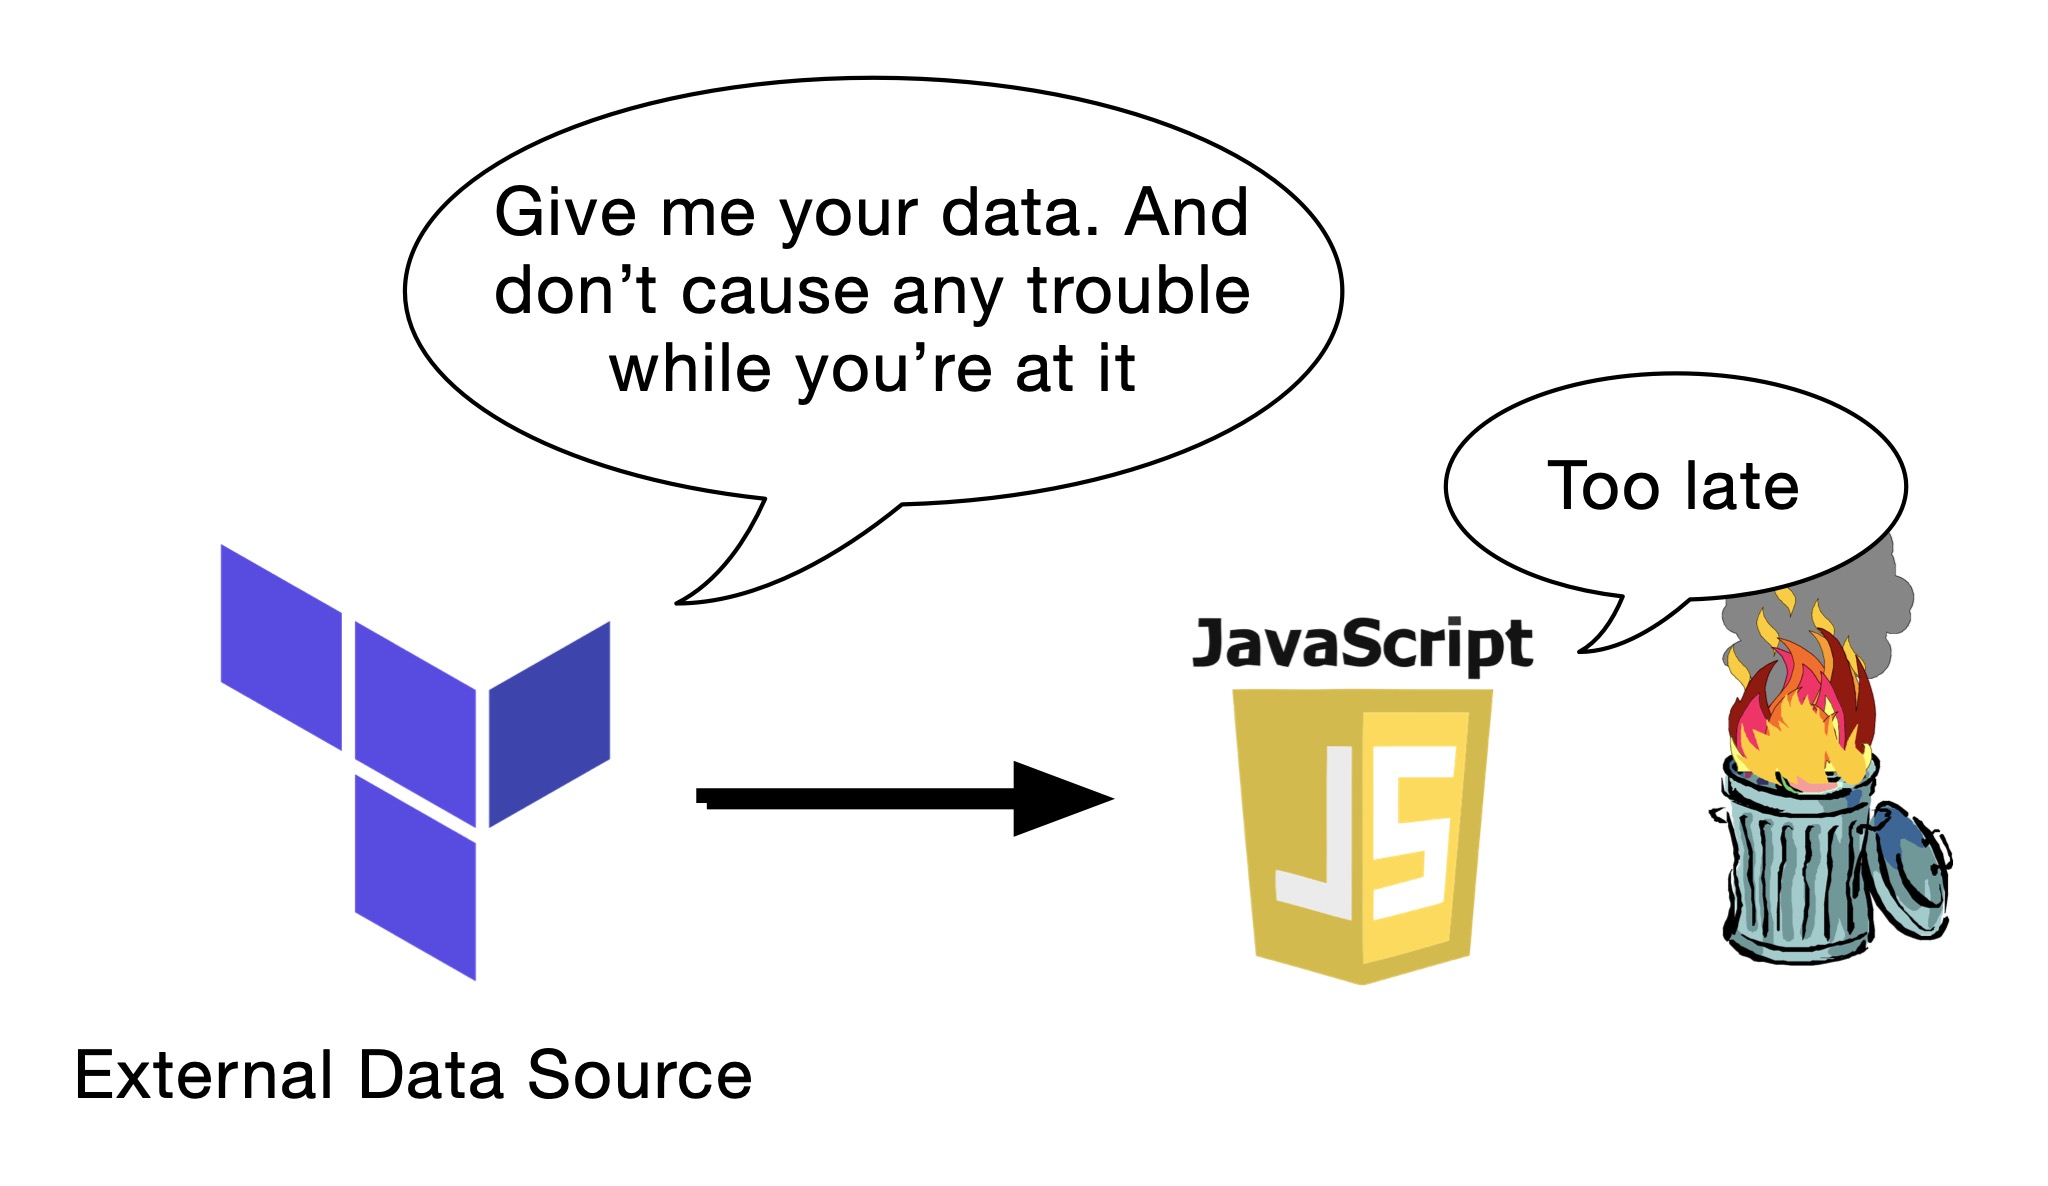 Give me your data. And
don’t cause any trouble
while you’re at it
Too late
JavaScript
JS
External Data Source